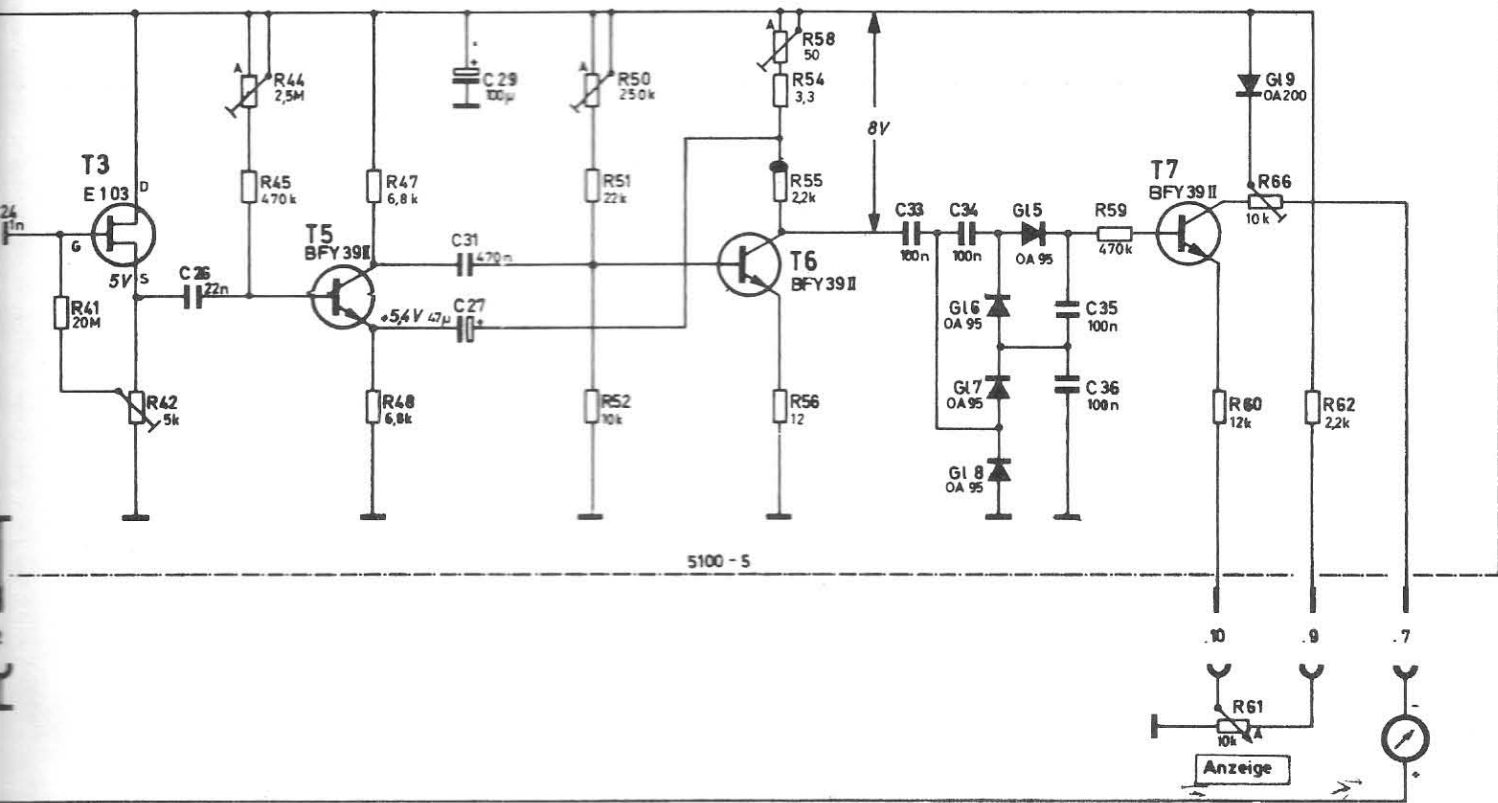 R58
50
R44
2,5M
A
C29
100µ
+
A
R50
250k
A
R54
3,3
Gl9
OA200
8V
T3
E103
D
G
S
5V
24
1n
R45
470k
R47
6,8k
R51
22k
R55
2,2k
T7
BFY39II
R66
10k
T5
BFY39II
C31
470n
T6
BFY39II
C33
100n
C34
100n
Gl5
OA95
R59
470k
R41
20M
C26
22n
+5,4V
47µ
C27
+
Gl6
OA95
C35
100n
R42
5k
R48
6,8k
R52
10k
R56
12
Gl7
OA95
C36
100n
R60
12k
R62
2,2k
Gl8
OA95
5100-5
.10
.9
.7
R61
10k
A
-
+
Anzeige